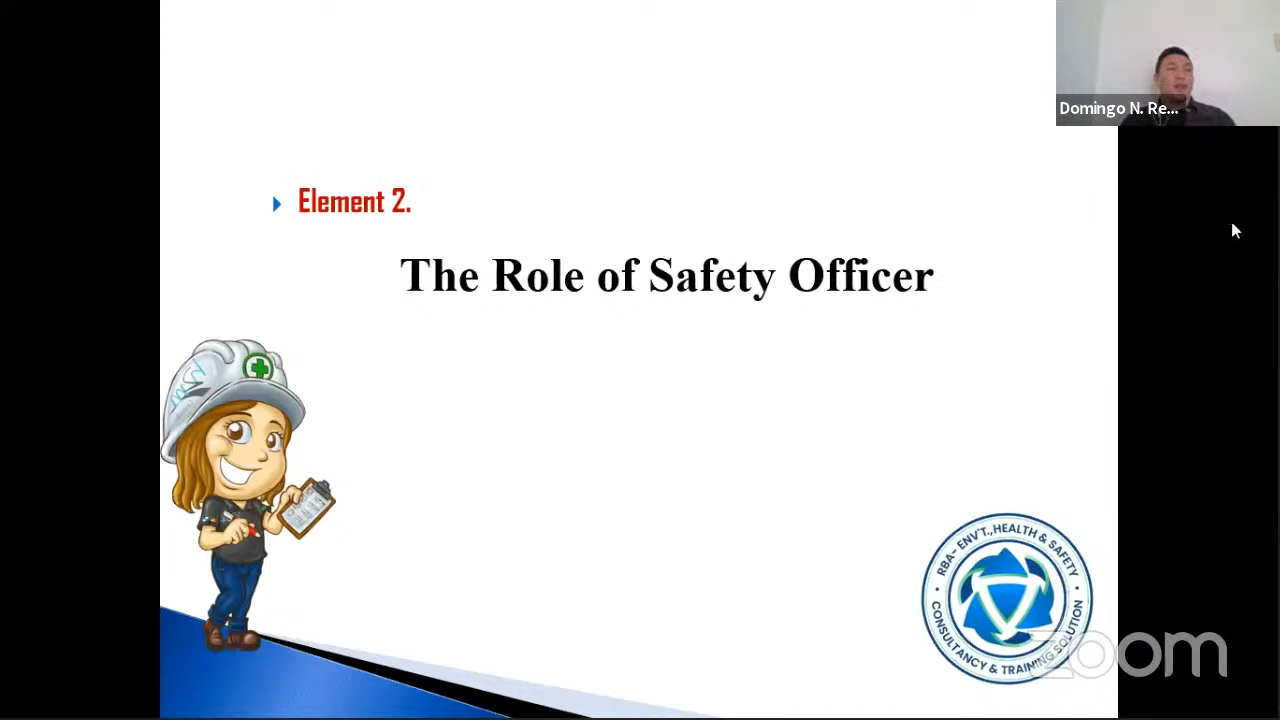 Domingo N. Re...
Element 2.
The Role of Safety Officer
RBA- ENV'T.,HEALTH & SAFETY
CONSULTANCY & TRAINING SOLUTION
zoom